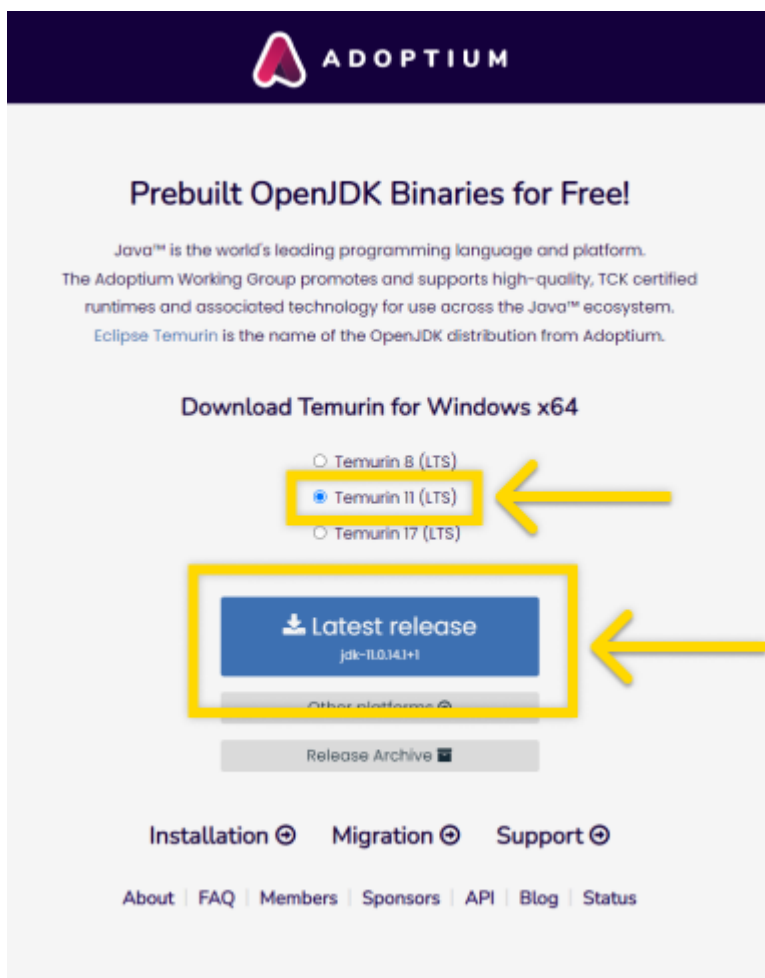 ADOPTIUM
Prebuilt OpenJDK Binaries for Free!
Java™ is the world's leading programming language and platform.
The Adoptium Working Group promotes and supports high-quality, TCK certified
runtimes and associated technology for use across the Java™ ecosystem.
Eclipse Temurin is the name of the OpenJDK distribution from Adoptium.
Download Temurin for Windows x64
Temurin 8 (LTS)
Temurin 11 (LTS)
Temurin 17 (LTS)
Latest release
jdk-11.0.14.1+1
Other platforms
Release Archive
Installation Migration Support
About | FAQ | Members | Sponsors | API | Blog | Status